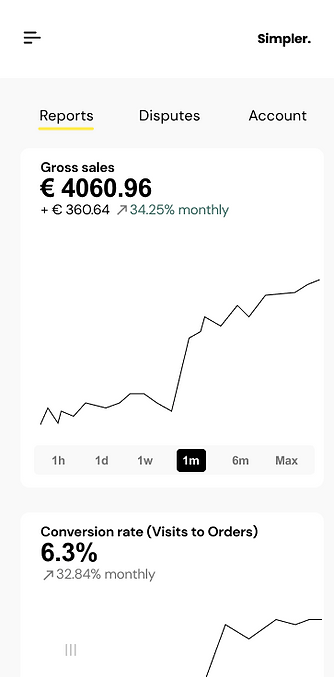 Simpler.
Reports Disputes Account
Gross sales
€ 4060.96
+ € 360.64 ↗ 34.25% monthly
1h 1d 1w 1m 6m Max
Conversion rate (Visits to Orders)
6.3%
↗ 32.84% monthly